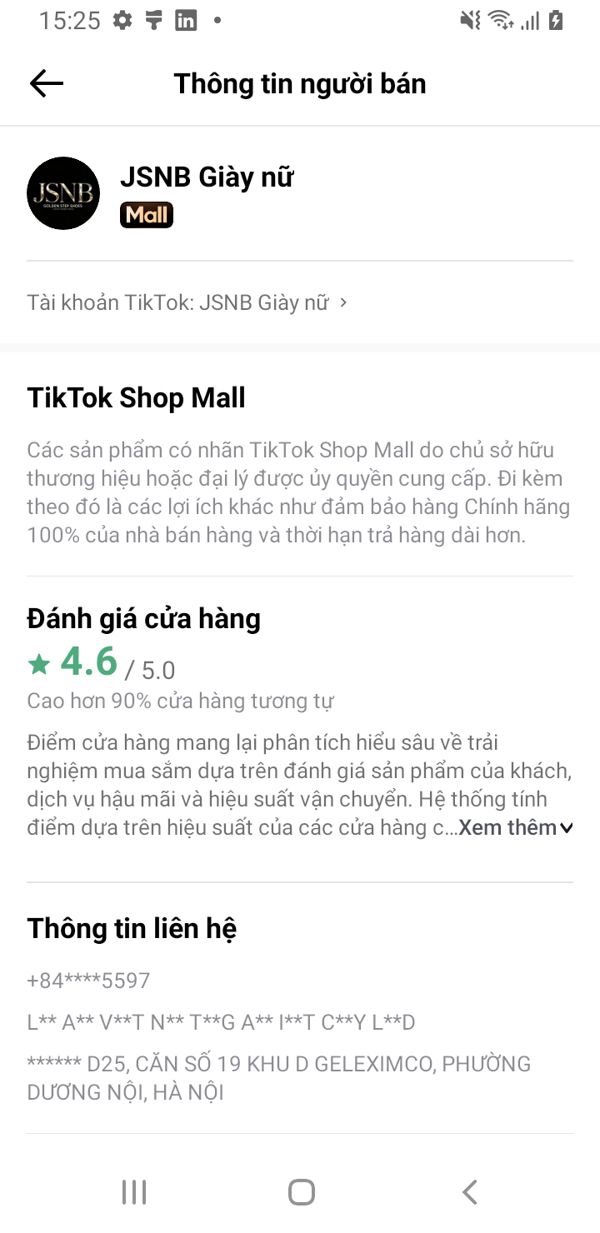 15:25
Thông tin người bán
JSNB
GOLDEN STEP SHOES
JSNB Giày nữ
Mall
Tài khoản TikTok: JSNB Giày nữ >
TikTok Shop Mall
Các sản phẩm có nhãn TikTok Shop Mall do chủ sở hữu
thương hiệu hoặc đại lý được ủy quyền cung cấp. Đi kèm
theo đó là các lợi ích khác như đảm bảo hàng Chính hãng
100% của nhà bán hàng và thời hạn trả hàng dài hơn.
Đánh giá cửa hàng
4.6 / 5.0
Cao hơn 90% cửa hàng tương tự
Điểm cửa hàng mang lại phân tích hiểu sâu về trải
nghiệm mua sắm dựa trên đánh giá sản phẩm của khách,
dịch vụ hậu mãi và hiệu suất vận chuyển. Hệ thống tính
điểm dựa trên hiệu suất của các cửa hàng c...Xem thêm
Thông tin liên hệ
+84****5597
L** A** V**T N** T**G A** I**T C**Y L**D
****** D25, CĂN SỐ 19 KHU D GELEXIMCO, PHƯỜNG
DƯƠNG NỘI, HÀ NỘI